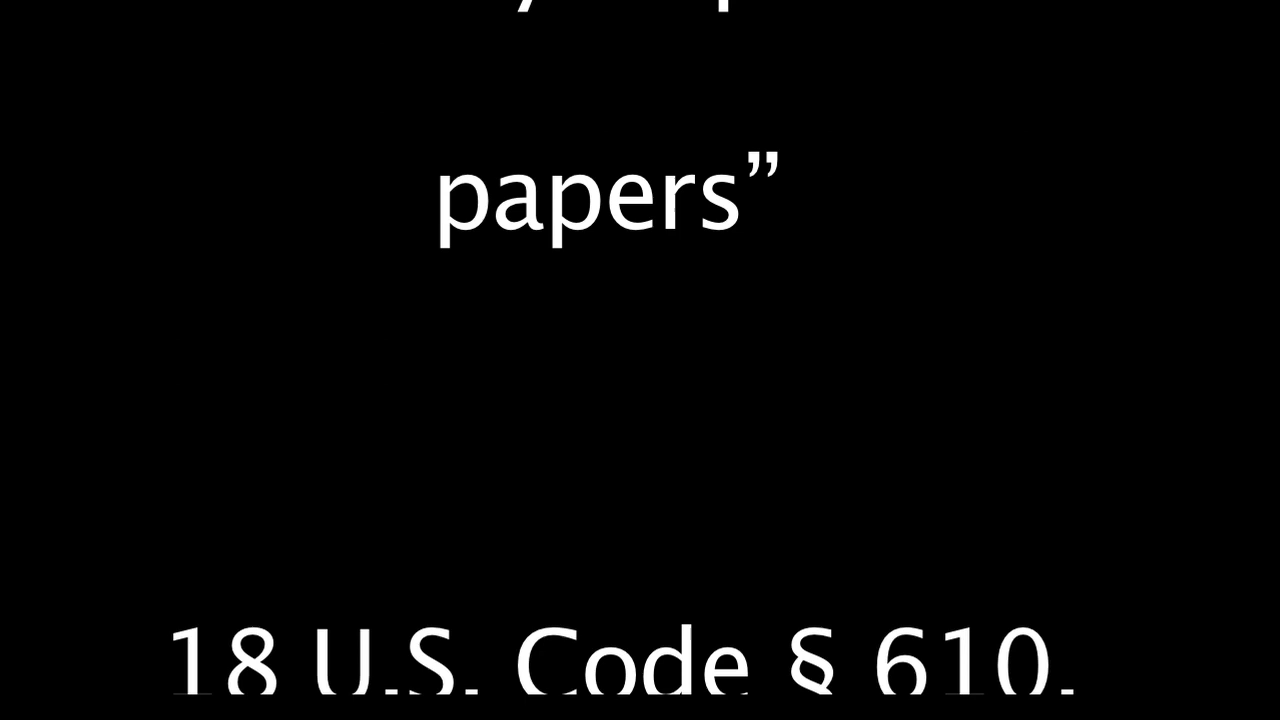 papers”
18 U.S. Code § 610.